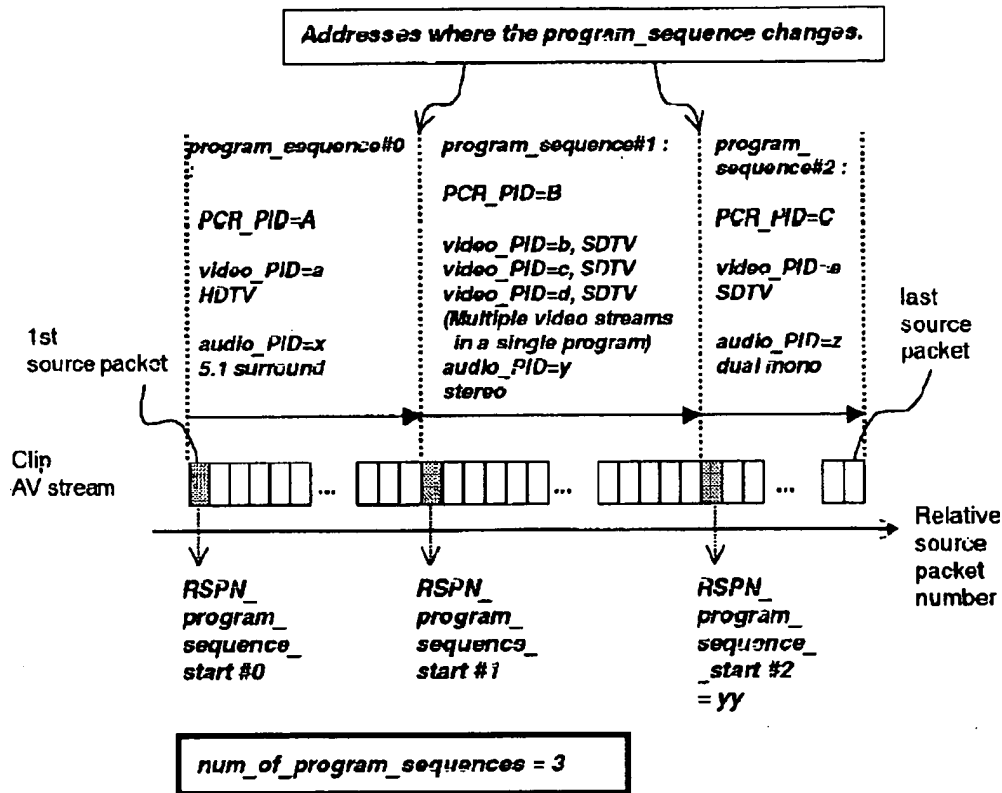 Addresses where the program_sequence changes.
program_esquence#0
:
PCR_PID=A
video_PID=a
HDTV
audio_PID=x
5.1 surround
program_sequence#1 :
PCR_PID=B
video_PID=b, SDTV
video_PID=c, SDTV
video_PID=d, SDTV
(Multiple video streams
in a single program)
audio_PID=y
stereo
program_
sequence#2 :
PCR_PID=C
video_PID=e
SDTV
audio_PID=z
dual mono
1st
source packet
last
source
packet
Clip
AV stream
...
...
...
Relative
source
packet
number
RSPN_
program_
sequence_
start #0
RSPN_
program_
sequence_
start #1
RSPN_
program_
sequence_
_start #2
= yy
num_of_program_sequences = 3